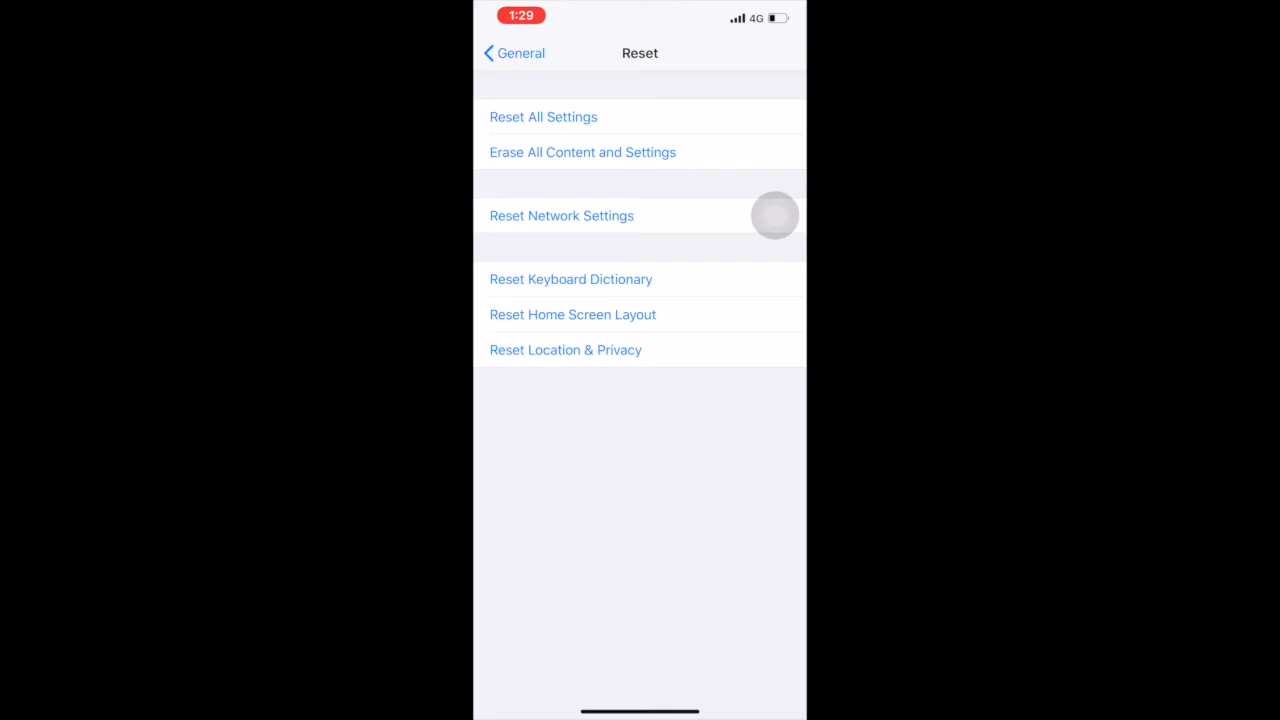 1:29
4G
General
Reset
Reset All Settings
Erase All Content and Settings
Reset Network Settings
Reset Keyboard Dictionary
Reset Home Screen Layout
Reset Location & Privacy